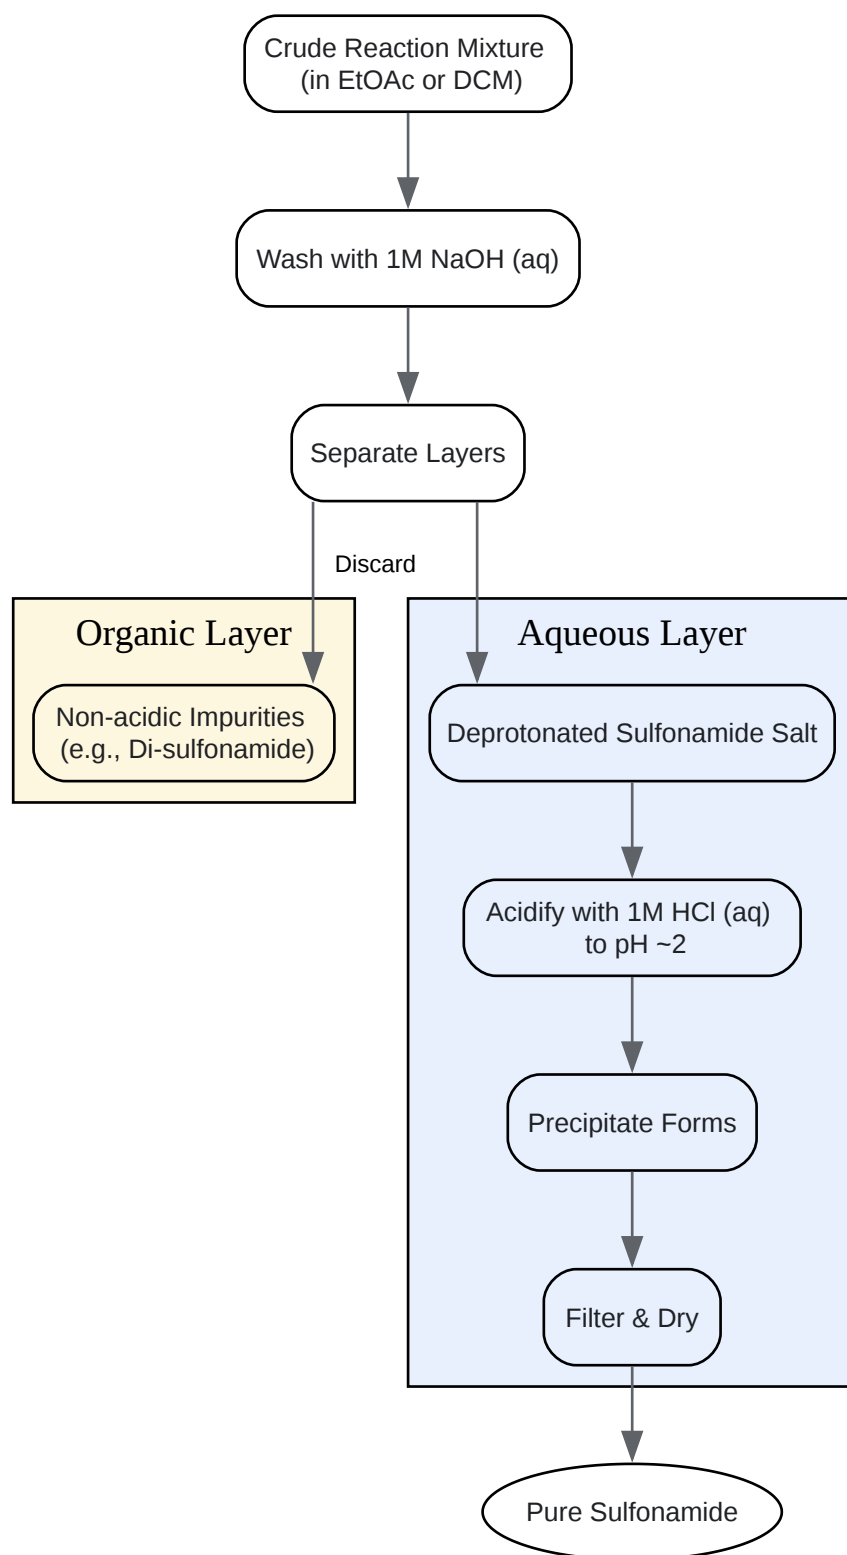 Crude Reaction Mixture
(in EtOAc or DCM)
Wash with 1M NaOH (aq)
Separate Layers
Discard
Organic Layer
Non-acidic Impurities
(e.g., Di-sulfonamide)
Aqueous Layer
Deprotonated Sulfonamide Salt
Acidify with 1M HCl (aq)
to pH ~2
Precipitate Forms
Filter & Dry
Pure Sulfonamide